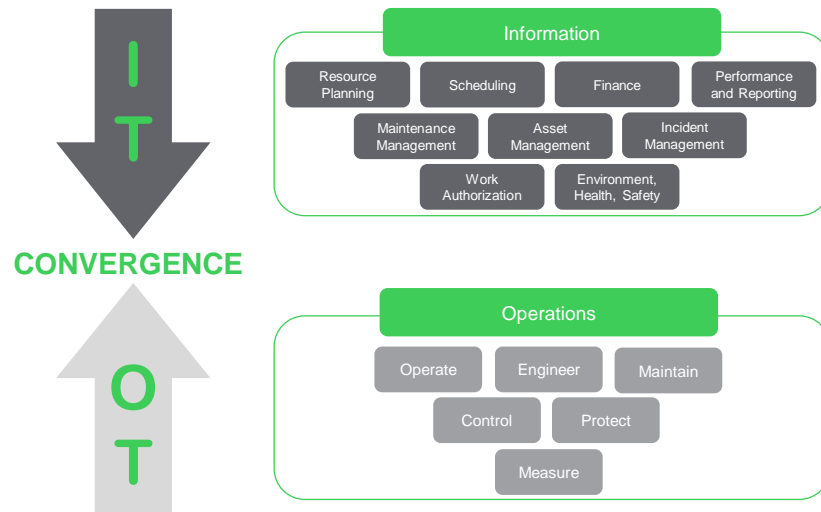 I
T
Information
Resource
Planning
Scheduling
Finance
Performance
and Reporting
Maintenance
Management
Asset
Management
Incident
Management
Work
Authorization
Environment,
Health, Safety
CONVERGENCE
O
T
Operations
Operate
Engineer
Maintain
Control
Protect
Measure